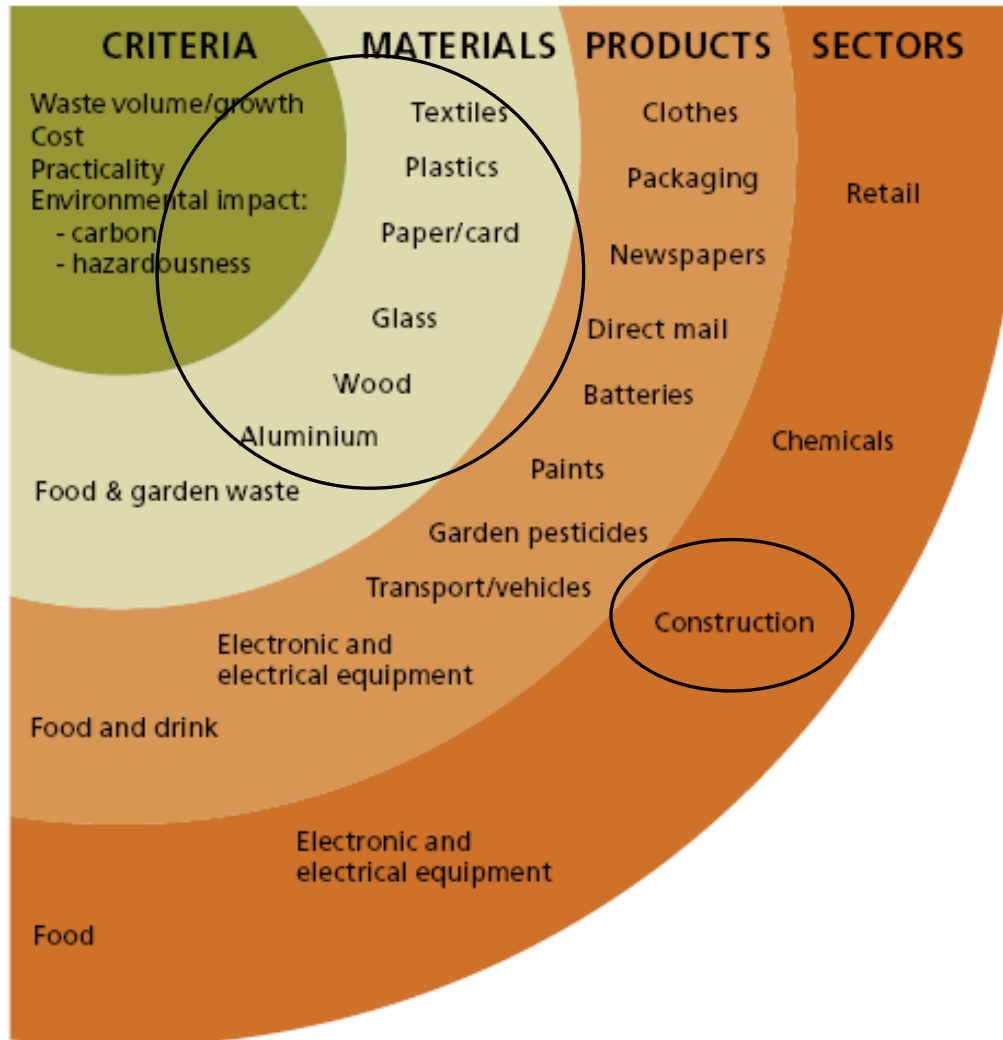 CRITERIA
Waste volume/growth
Cost
Practicality
Environmental impact:
- carbon
- hazardousness
MATERIALS
Textiles
Plastics
Paper/card
Glass
Wood
Aluminium
Food & garden waste
PRODUCTS
Clothes
Packaging
Newspapers
Direct mail
Batteries
Paints
Garden pesticides
Transport/vehicles
Electronic and
electrical equipment
Food and drink
SECTORS
Retail
Chemicals
Construction
Electronic and
electrical equipment
Food